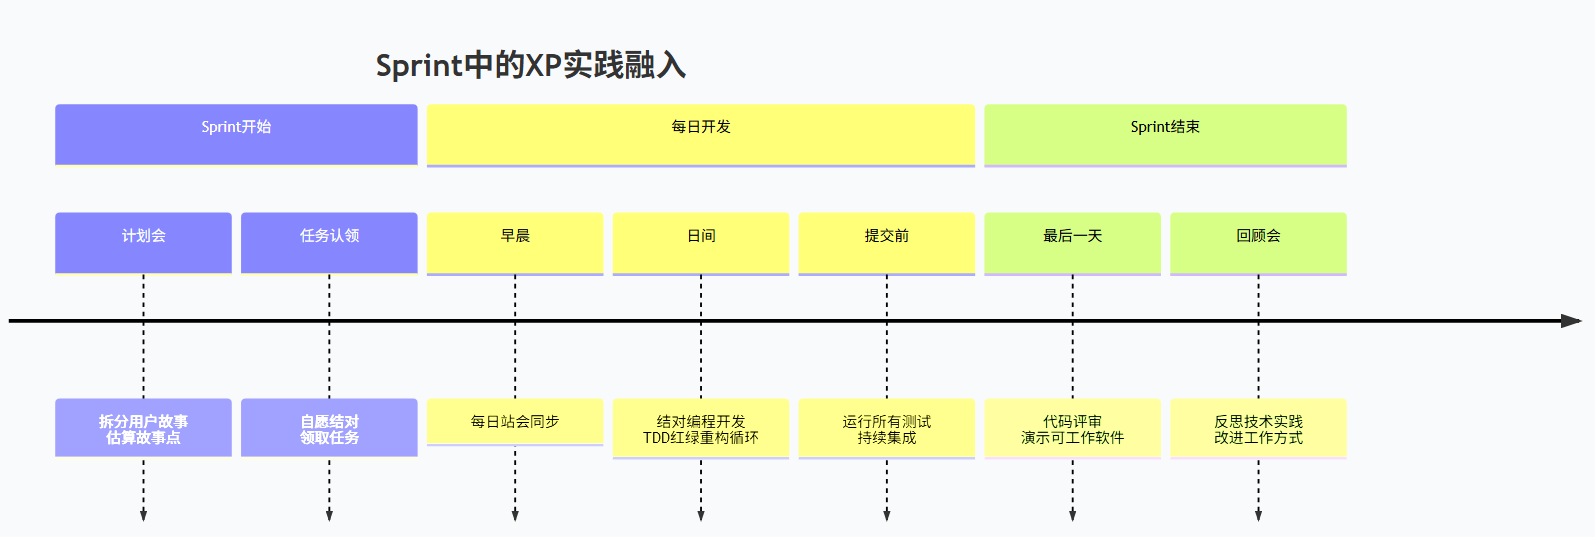 Sprint中的XP实践融入
Sprint开始
每日开发
Sprint结束
计划会
任务认领
早晨
日间
提交前
最后一天
回顾会
拆分用户故事
估算故事点
自愿结对
领取任务
每日站会同步
结对编程开发
TDD红绿重构循环
运行所有测试
持续集成
代码评审
演示可工作软件
反思技术实践
改进工作方式